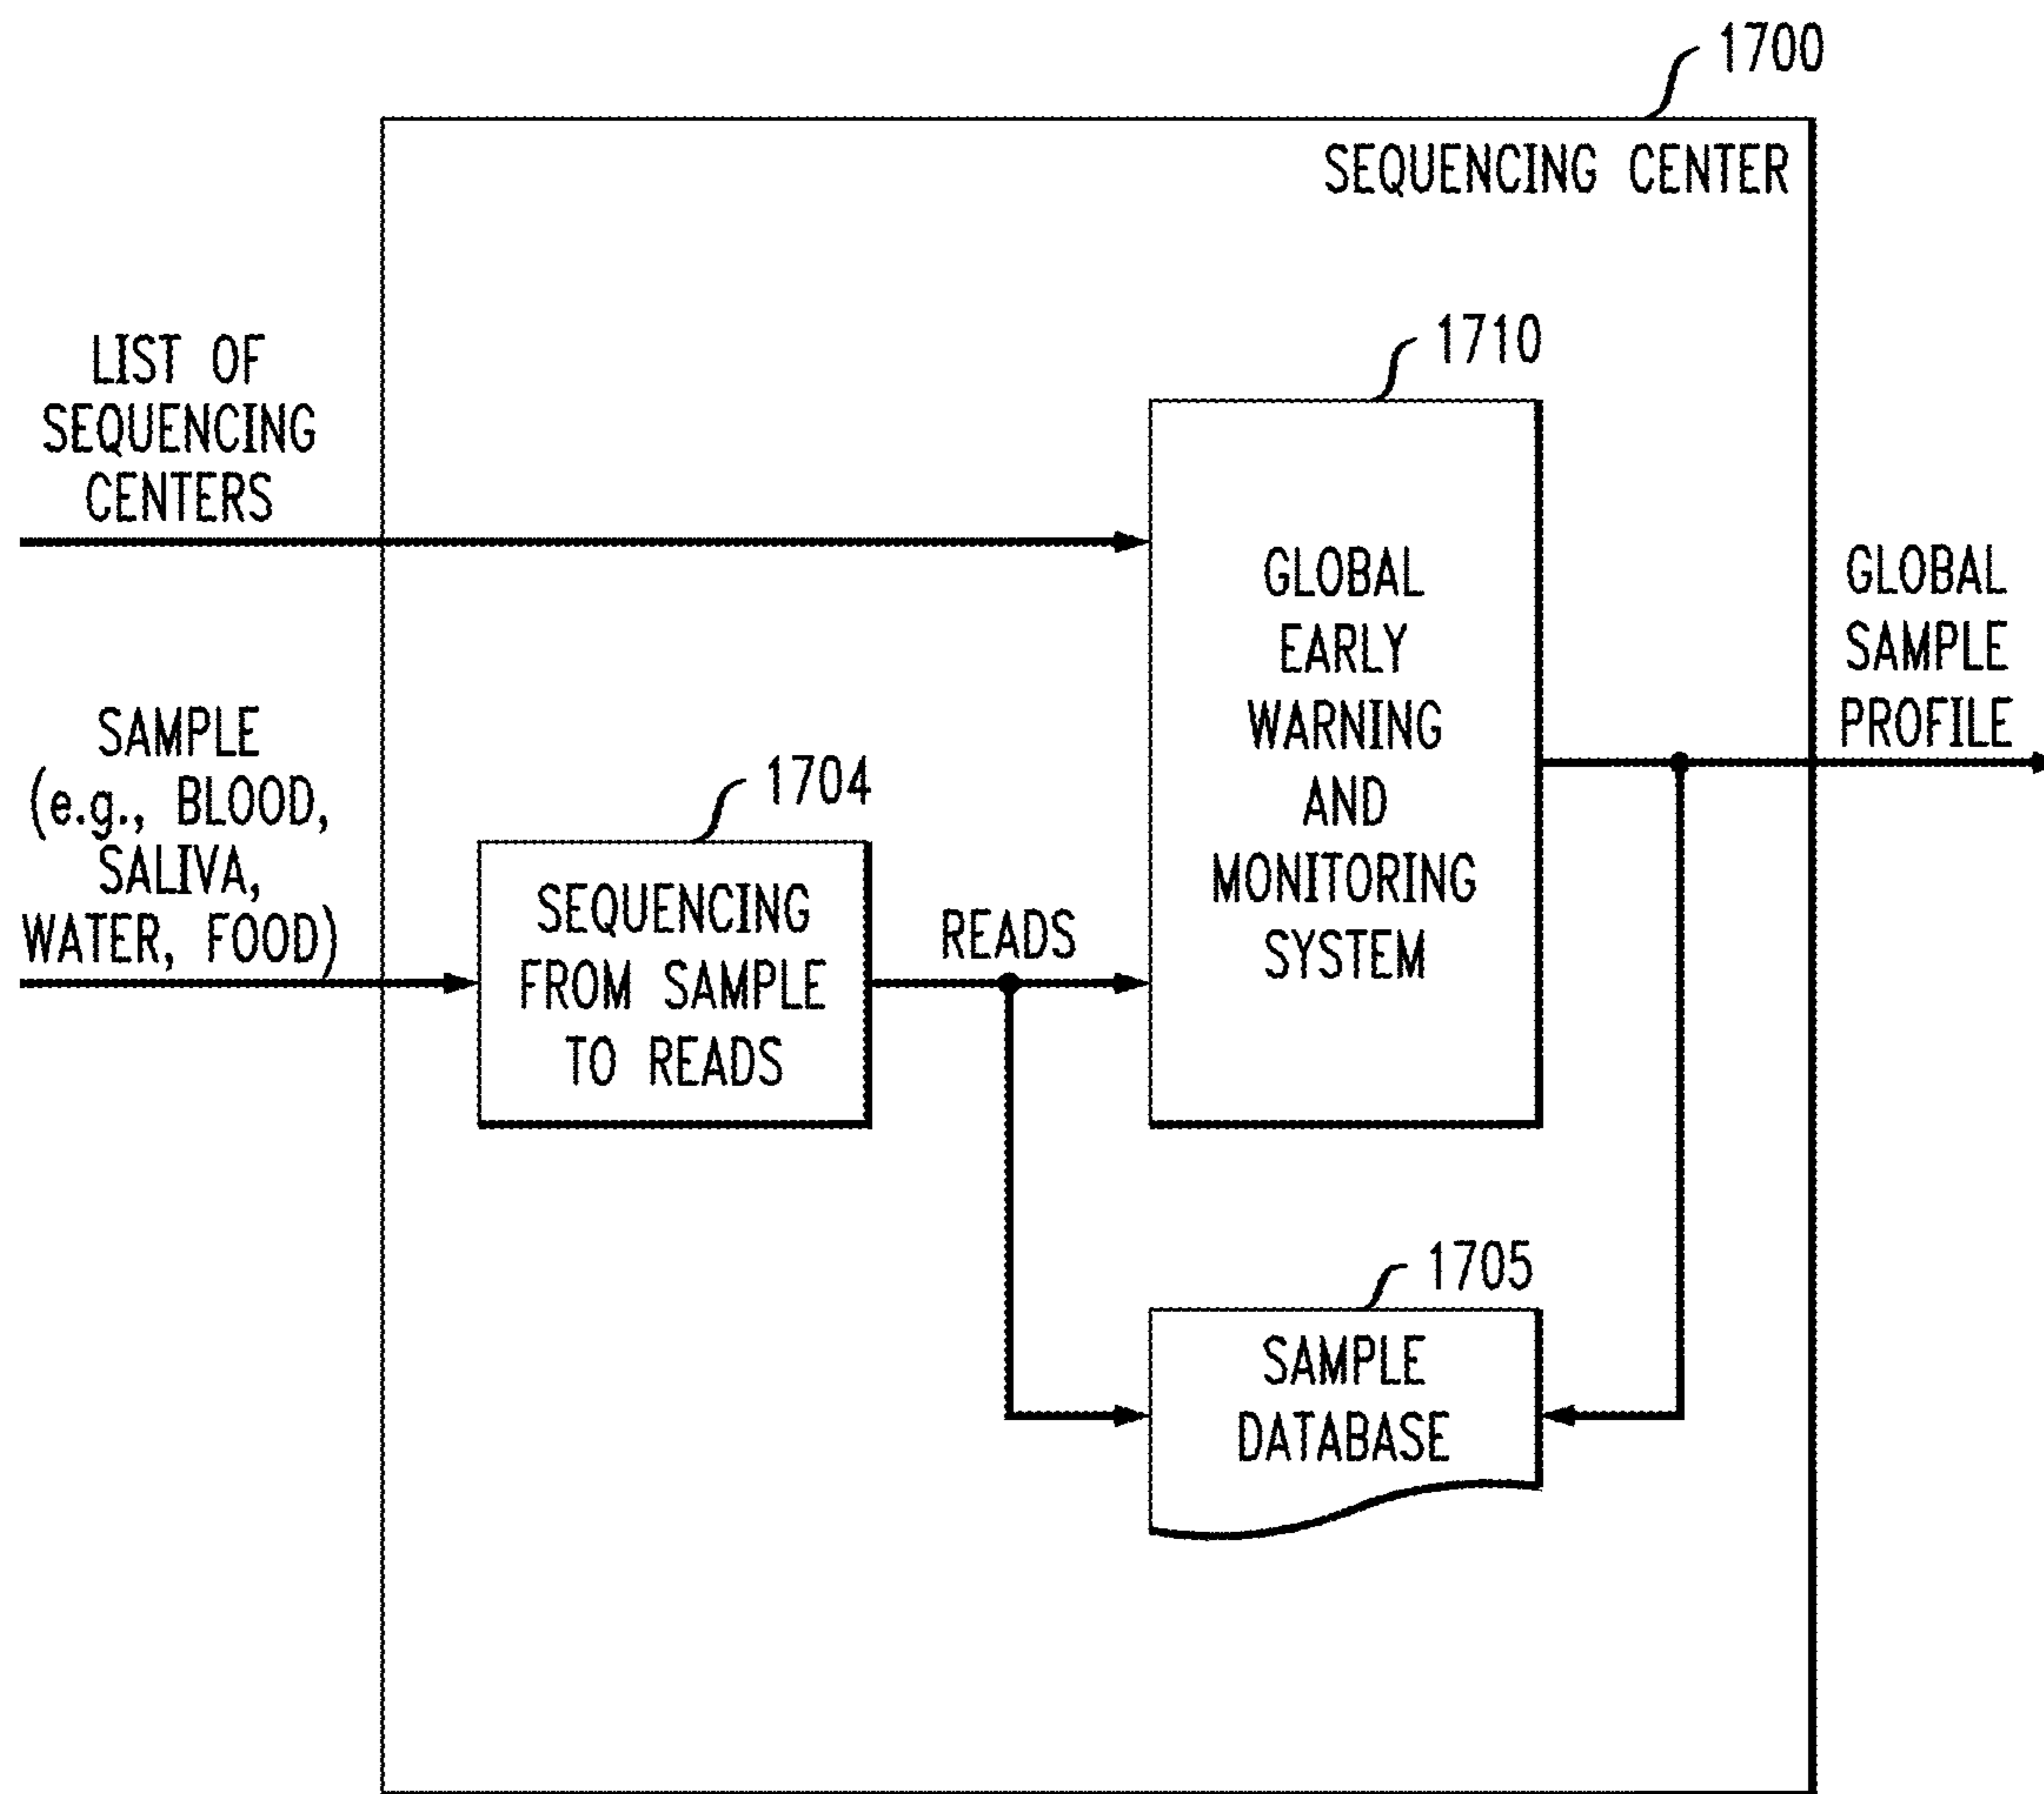 1700
SEQUENCING CENTER
LIST OF
SEQUENCING
CENTERS
1710
GLOBAL
EARLY
WARNING
AND
MONITORING
SYSTEM
GLOBAL
SAMPLE
PROFILE
SAMPLE
(e.g., BLOOD,
SALIVA,
WATER, FOOD)
1704
SEQUENCING
FROM SAMPLE
TO READS
READS
1705
SAMPLE
DATABASE